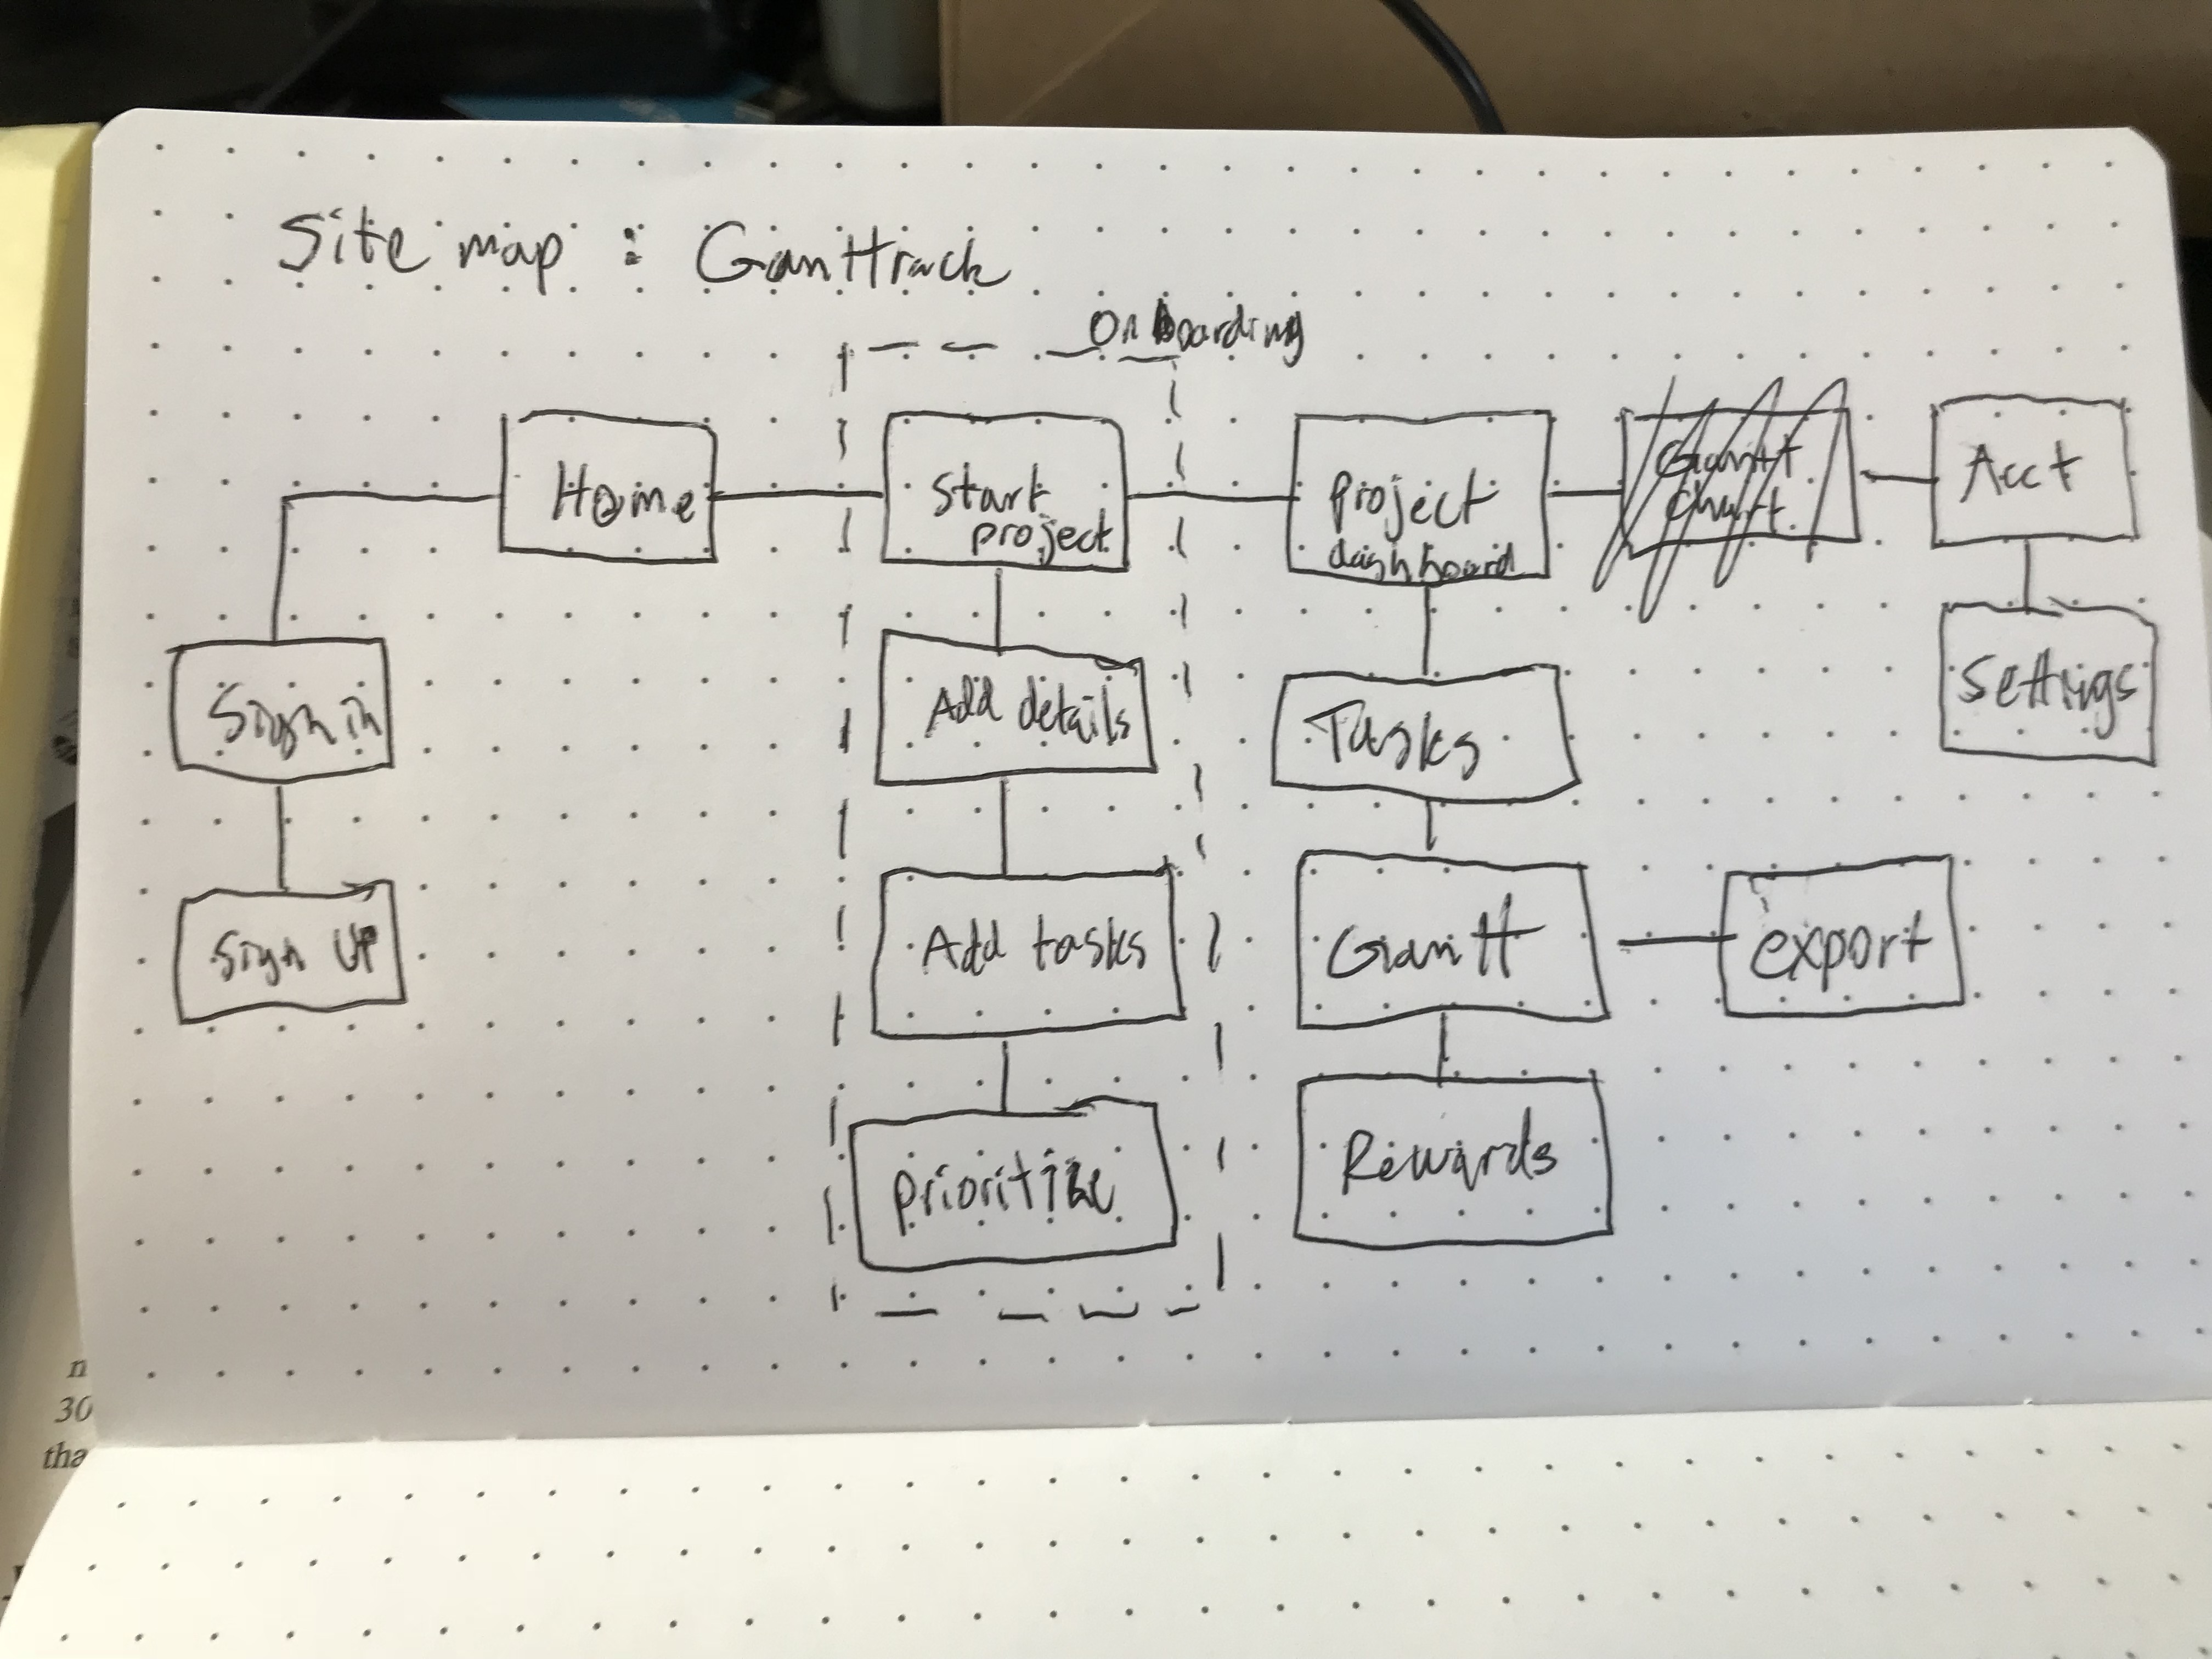 Site map : GanTTrack
Onboarding
Home
Start
project
Project
dashboard
Gantt
Chart
Acct
Sign in
Add details
Tasks
Settings
Sign UP
Add tasks
Gantt
export
prioritize
Rewards
n
30
tha